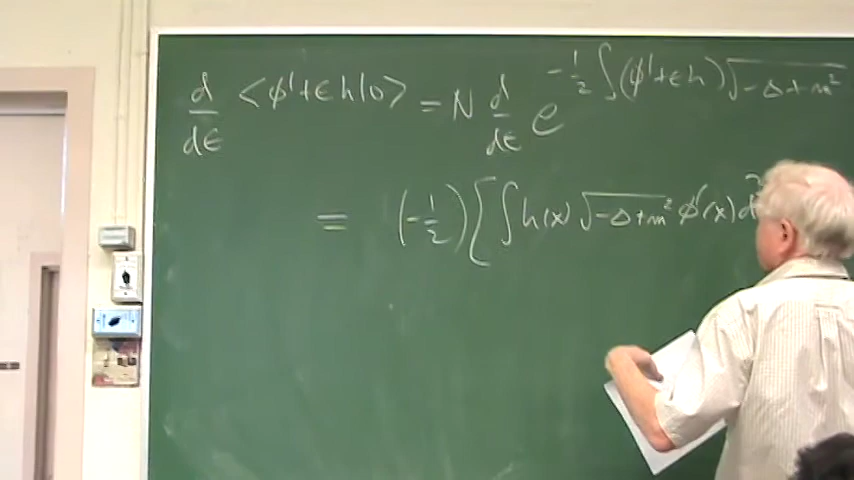 d/dε <φ'+εh|0> = N d/dε e^{-1/2 ∫(φ'+εh)√(-Δ+m²)
= (-1/2)[∫h(x)√(-Δ+m²) φ'(x)d